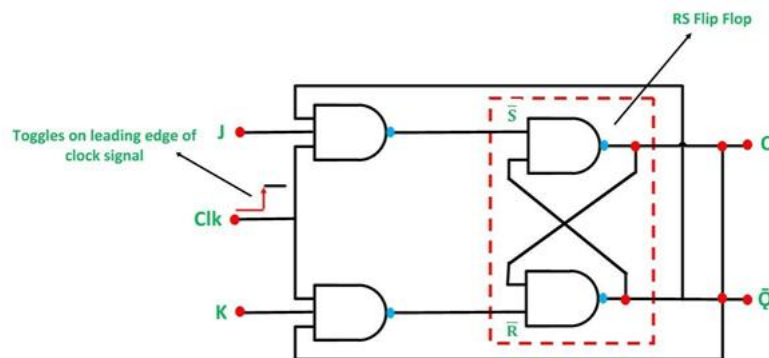 RS Flip Flop
S̅
Toggles on leading edge of
clock signal
J
Q
Clk
K
R̅
Q̅